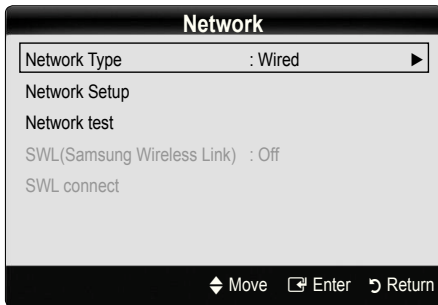 Network
Network Type : Wired ▶
Network Setup
Network test
SWL(Samsung Wireless Link) : Off
SWL connect
Move Enter Return